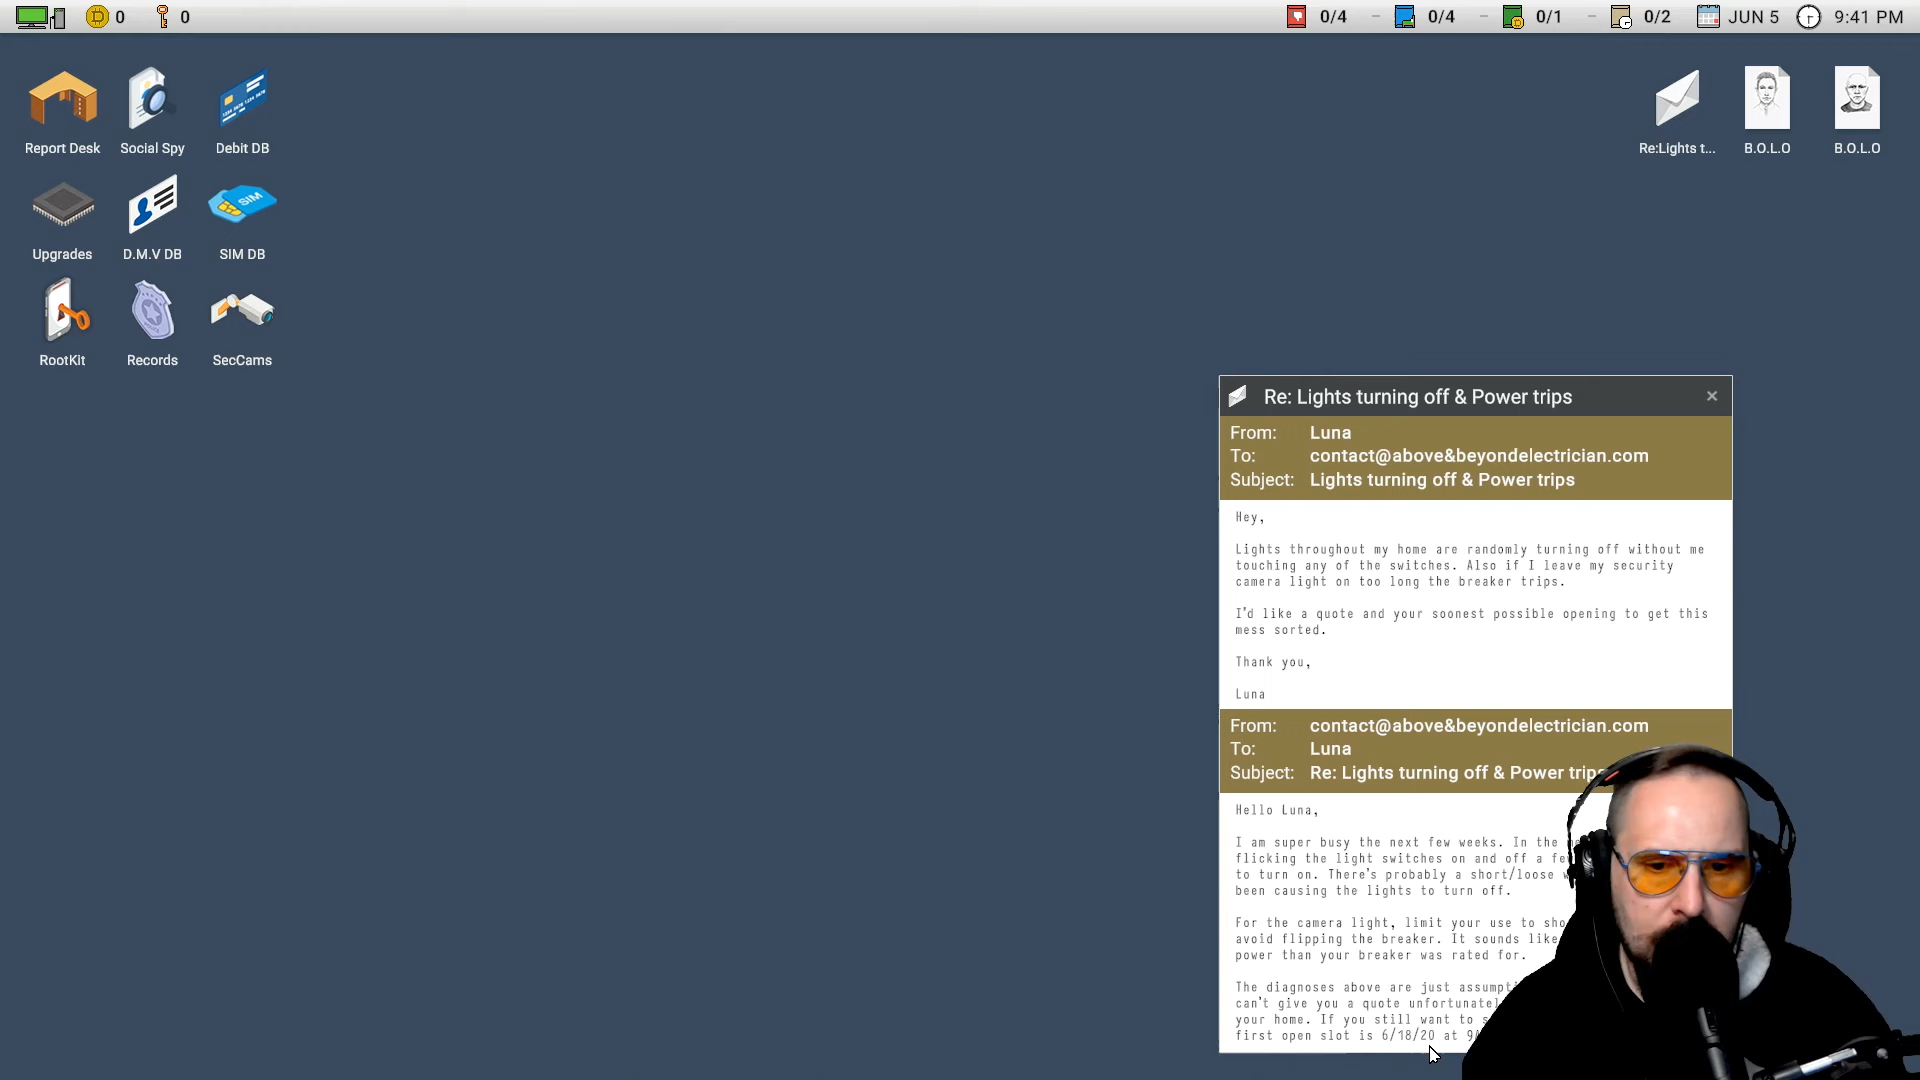 0 0 0/4 0/4 0/1 0/2 JUN 5 9:41 PM
Report Desk Social Spy Debit DB
Re:Lights t... B.O.L.O B.O.L.O
SIM
Upgrades D.M.V DB SIM DB
RootKit Records SecCams
Re: Lights turning off & Power trips
From: Luna
To: contact@above&beyondelectrician.com
Subject: Lights turning off & Power trips
Hey,
Lights throughout my home are randomly turning off without me
touching any of the switches. Also if I leave my security
camera light on too long the breaker trips.
I'd like a quote and your soonest possible opening to get this
mess sorted.
Thank you,
Luna
From: contact@above&beyondelectrician.com
To: Luna
Subject: Re: Lights turning off & Power trips
Hello Luna,
I am super busy the next few weeks. In the
flicking the light switches on and off a
to turn on. There's probably a short/loose
been causing the lights to turn off.
For the camera light, limit your use to
avoid flipping the breaker. It sounds like
power than your breaker was rated for.
The diagnoses above are just
can't give you a quote
your home. If you still want to
first open slot is 6/18/20 at